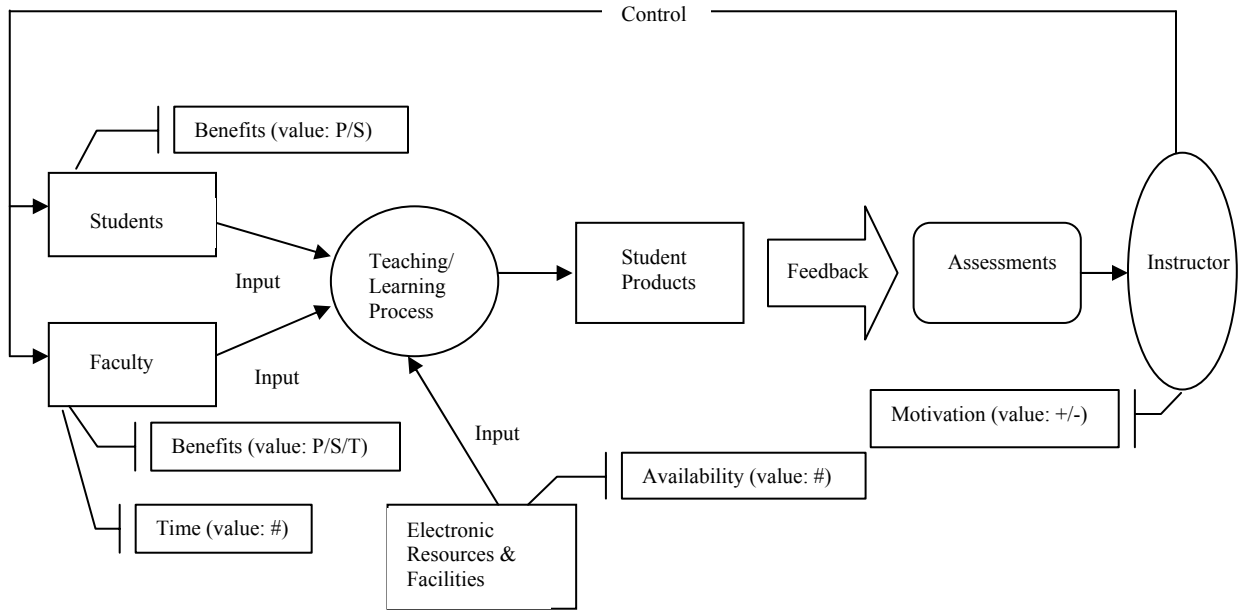 Control
Benefits (value: P/S)
Students
Input
Teaching/
Learning
Process
Student
Products
Feedback
Assessments
Instructor
Faculty
Input
Benefits (value: P/S/T)
Time (value: #)
Input
Electronic
Resources &
Facilities
Availability (value: #)
Motivation (value: +/-)